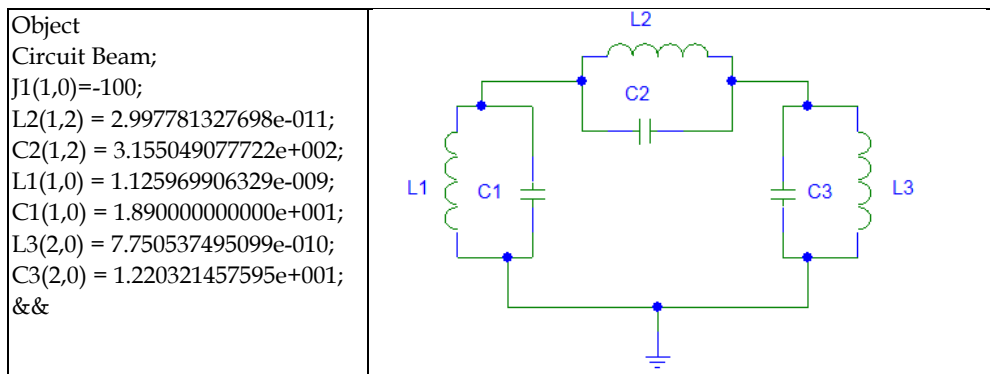 Object
Circuit Beam;
J1(1,0)=-100;
L2(1,2) = 2.997781327698e-011;
C2(1,2) = 3.155049077722e+002;
L1(1,0) = 1.125969906329e-009;
C1(1,0) = 1.890000000000e+001;
L3(2,0) = 7.750537495099e-010;
C3(2,0) = 1.220321457595e+001;
&&
L2
C2
L1
C1
C3
L3